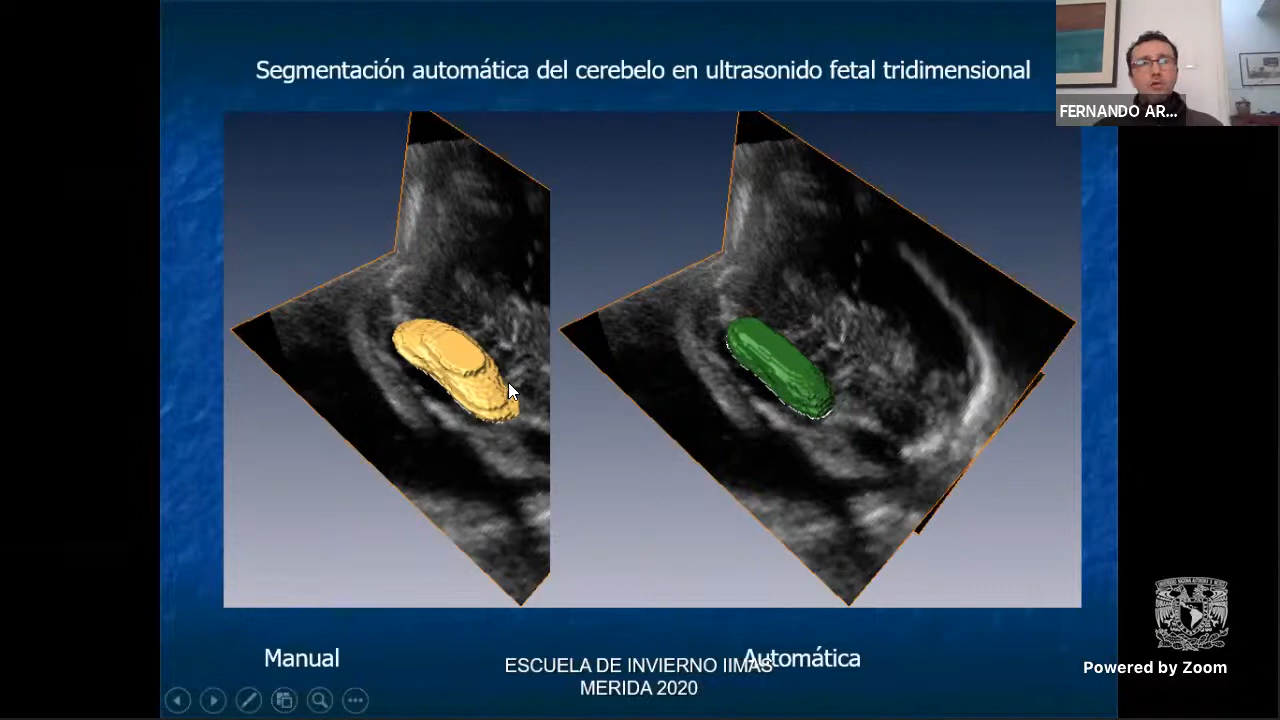 Segmentación automática del cerebelo en ultrasonido fetal tridimensional
FERNANDO AR...
Manual
Automática
ESCUELA DE INVIERNO IIMAS
MERIDA 2020
Powered by Zoom